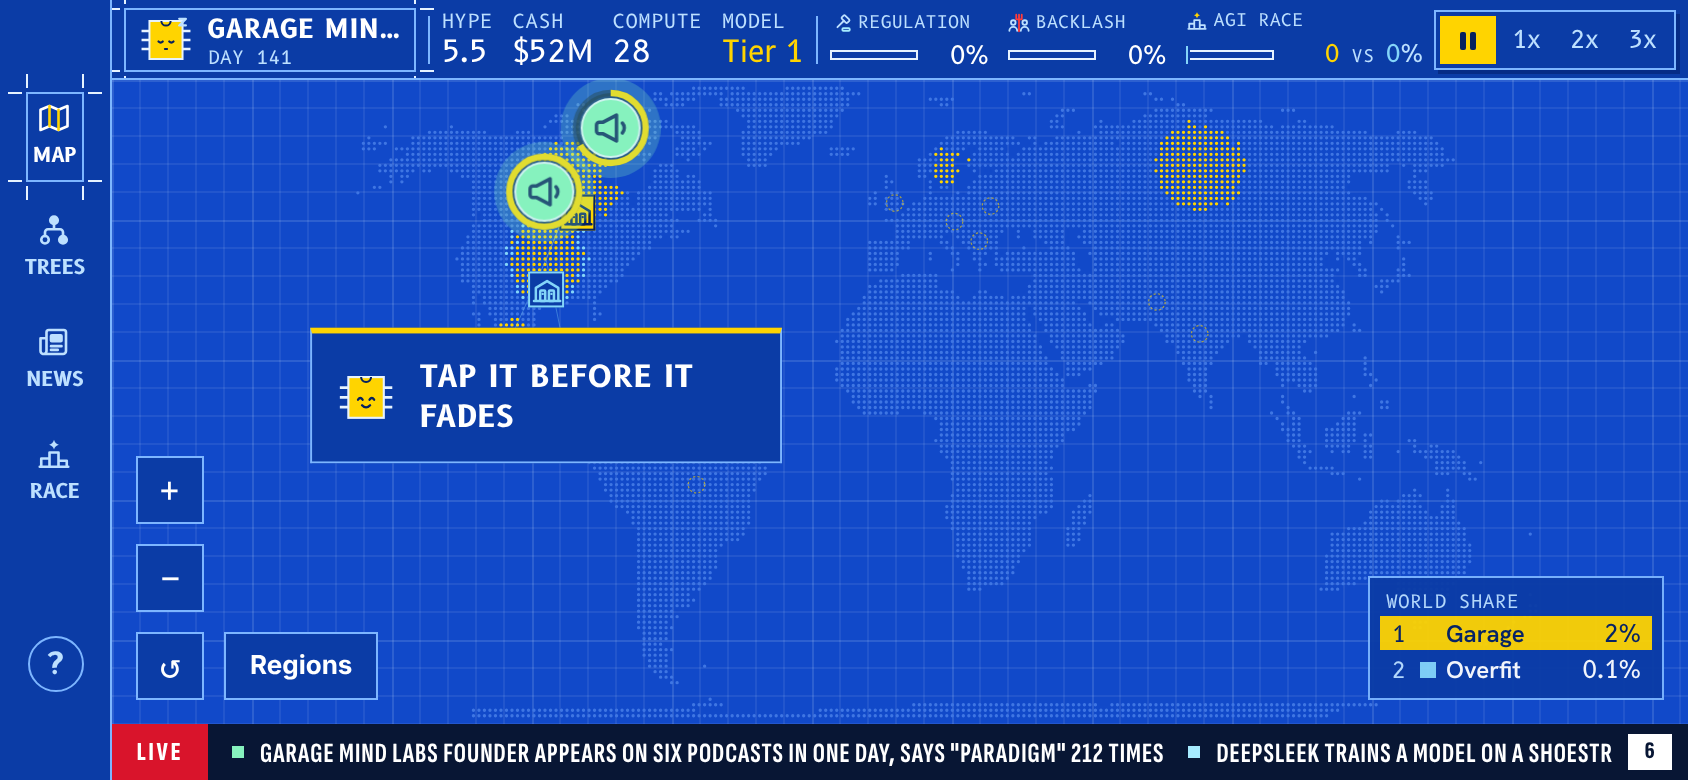 GARAGE MIN...
DAY 141
HYPE
5.5
CASH
$52M
COMPUTE
28
MODEL
Tier 1
REGULATION
0%
BACKLASH
0%
AGI RACE
0 VS 0%
1x
2x
3x
MAP
TREES
NEWS
RACE
?
TAP IT BEFORE IT
FADES
+
−
↺
Regions
WORLD SHARE
1 Garage 2%
2 Overfit 0.1%
LIVE
GARAGE MIND LABS FOUNDER APPEARS ON SIX PODCASTS IN ONE DAY, SAYS "PARADIGM" 212 TIMES
DEEPSLEEK TRAINS A MODEL ON A SHOESTR
6